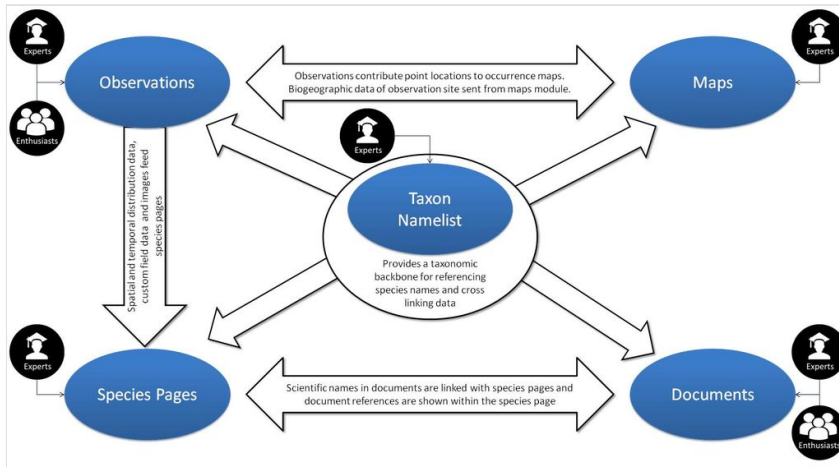 Experts
Observations
Enthusiasts
Observations contribute point locations to occurrence maps.
Biogeographic data of observation site sent from maps module.
Experts
Maps
Experts
Taxon
Namelist
Provides a taxonomic
backbone for referencing
species names and cross
linking data
Spatial and temporal distribution data,
custom field data and images feed
species pages
Experts
Species Pages
Scientific names in documents are linked with species pages and
document references are shown within the species page
Experts
Documents
Enthusiasts